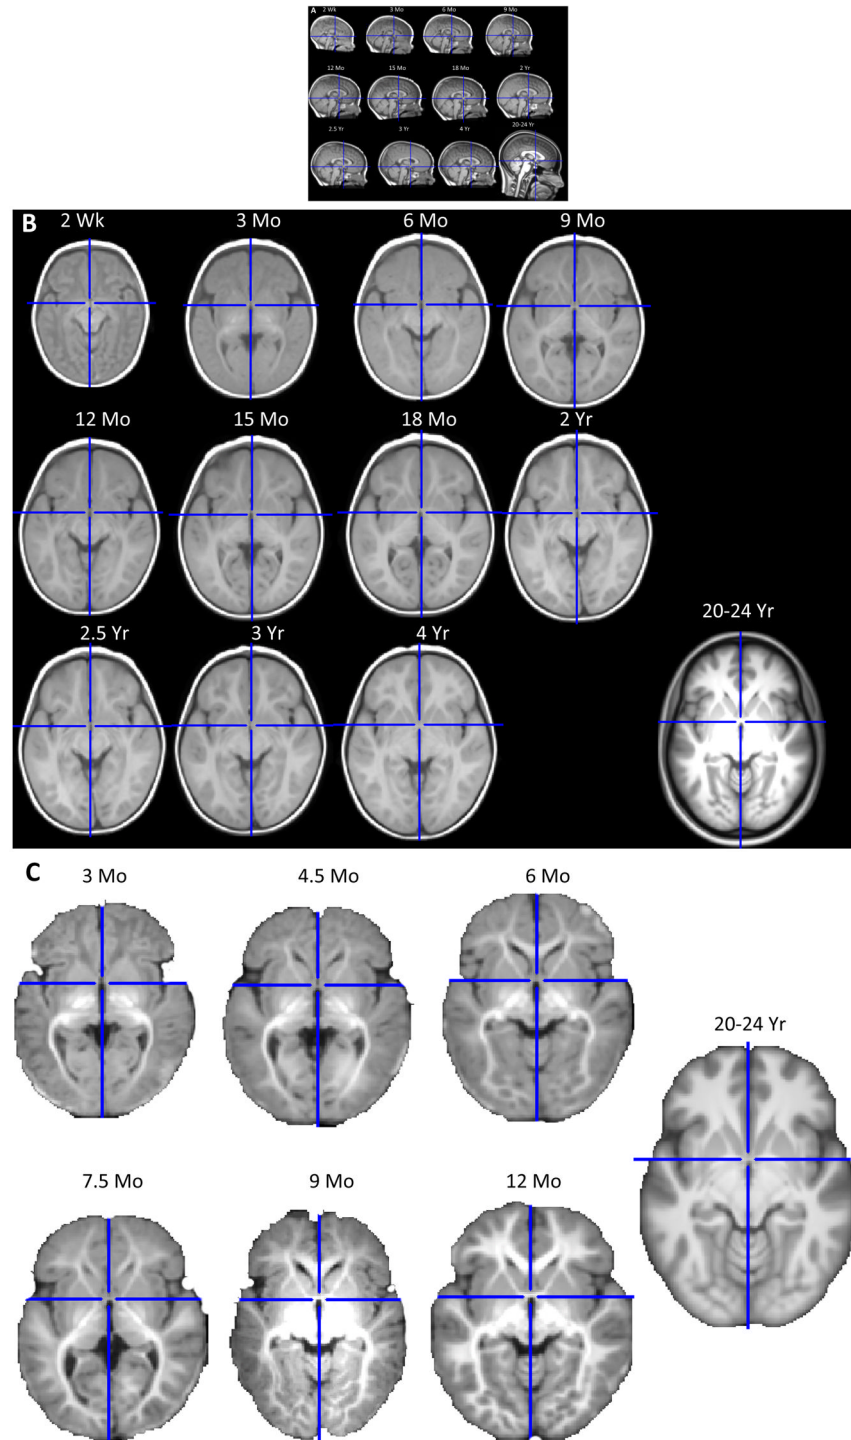 A
2 Wk 3 Mo 6 Mo 9 Mo
12 Mo 15 Mo 18 Mo 2 Yr
2.5 Yr 3 Yr 4 Yr 20-24 Yr
B
2 Wk 3 Mo 6 Mo 9 Mo
12 Mo 15 Mo 18 Mo 2 Yr
20-24 Yr
2.5 Yr 3 Yr 4 Yr
C
3 Mo 4.5 Mo 6 Mo
20-24 Yr
7.5 Mo 9 Mo 12 Mo